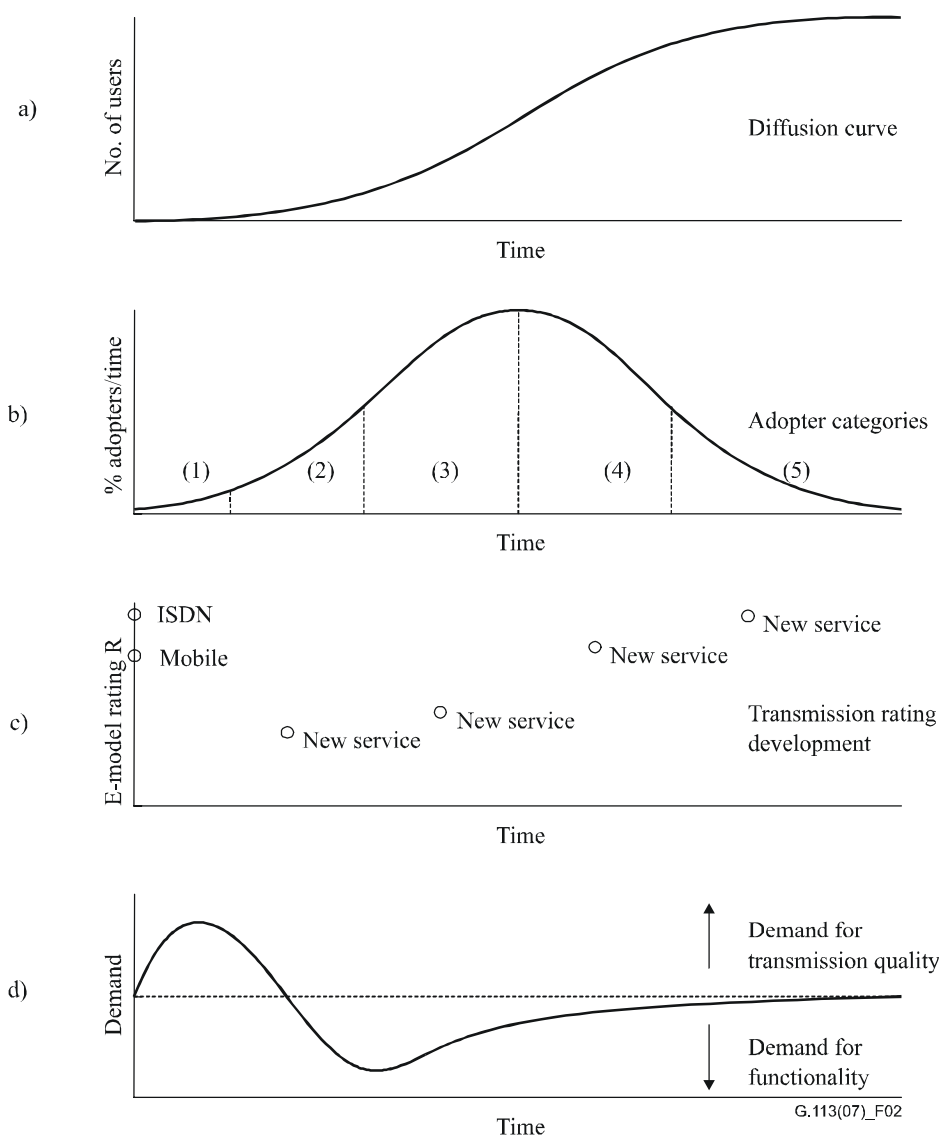 a)
No. of users
Diffusion curve
Time
b)
% adopters/time
(1)
(2)
(3)
(4)
(5)
Adopter categories
Time
c)
E-model rating R
ISDN
Mobile
New service
New service
New service
New service
Transmission rating
development
Time
d)
Demand
Demand for
transmission quality
Demand for
functionality
G.113(07)_F02
Time